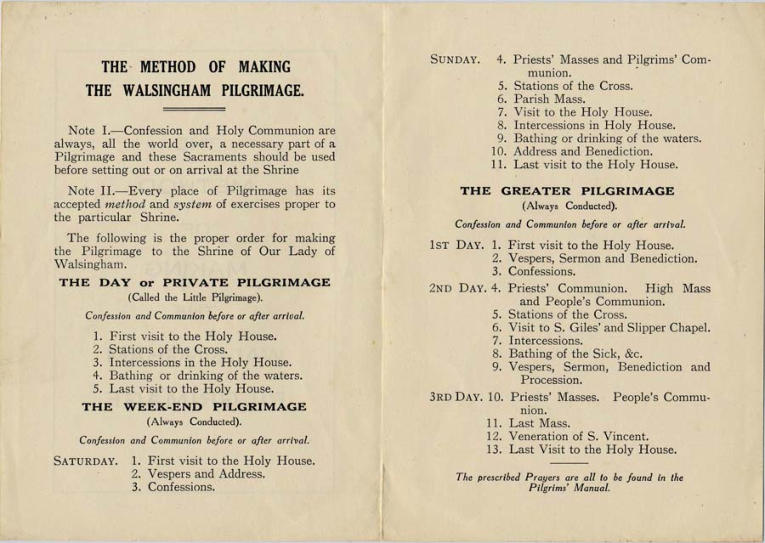 THE METHOD OF MAKING
THE WALSINGHAM PILGRIMAGE.
Note I.—Confession and Holy Communion are
always, all the world over, a necessary part of a
Pilgrimage and these Sacraments should be used
before setting out or on arrival at the Shrine
Note II.—Every place of Pilgrimage has its
accepted method and system of exercises proper to
the particular Shrine.
The following is the proper order for making
the Pilgrimage to the Shrine of Our Lady of
Walsingham.
THE DAY or PRIVATE PILGRIMAGE
(Called the Little Pilgrimage).
Confession and Communion before or after arrival.
1. First visit to the Holy House.
2. Stations of the Cross.
3. Intercessions in the Holy House.
4. Bathing or drinking of the waters.
5. Last visit to the Holy House.
THE WEEK-END PILGRIMAGE
(Always Conducted).
Confession and Communion before or after arrival.
SATURDAY. 1. First visit to the Holy House.
2. Vespers and Address.
3. Confessions.
SUNDAY. 4. Priests' Masses and Pilgrims' Com-
munion.
5. Stations of the Cross.
6. Parish Mass.
7. Visit to the Holy House.
8. Intercessions in Holy House.
9. Bathing or drinking of the waters.
10. Address and Benediction.
11. Last visit to the Holy House.
THE GREATER PILGRIMAGE
(Always Conducted).
Confession and Communion before or after arrival.
1ST DAY. 1. First visit to the Holy House.
2. Vespers, Sermon and Benediction.
3. Confessions.
2ND DAY. 4. Priests' Communion. High Mass
and People's Communion.
5. Stations of the Cross.
6. Visit to S. Giles' and Slipper Chapel.
7. Intercessions.
8. Bathing of the Sick, &c.
9. Vespers, Sermon, Benediction and
Procession.
3RD DAY. 10. Priests' Masses. People's Commu-
nion.
11. Last Mass.
12. Veneration of S. Vincent.
13. Last Visit to the Holy House.
The prescribed Prayers are all to be found in the
Pilgrims' Manual.